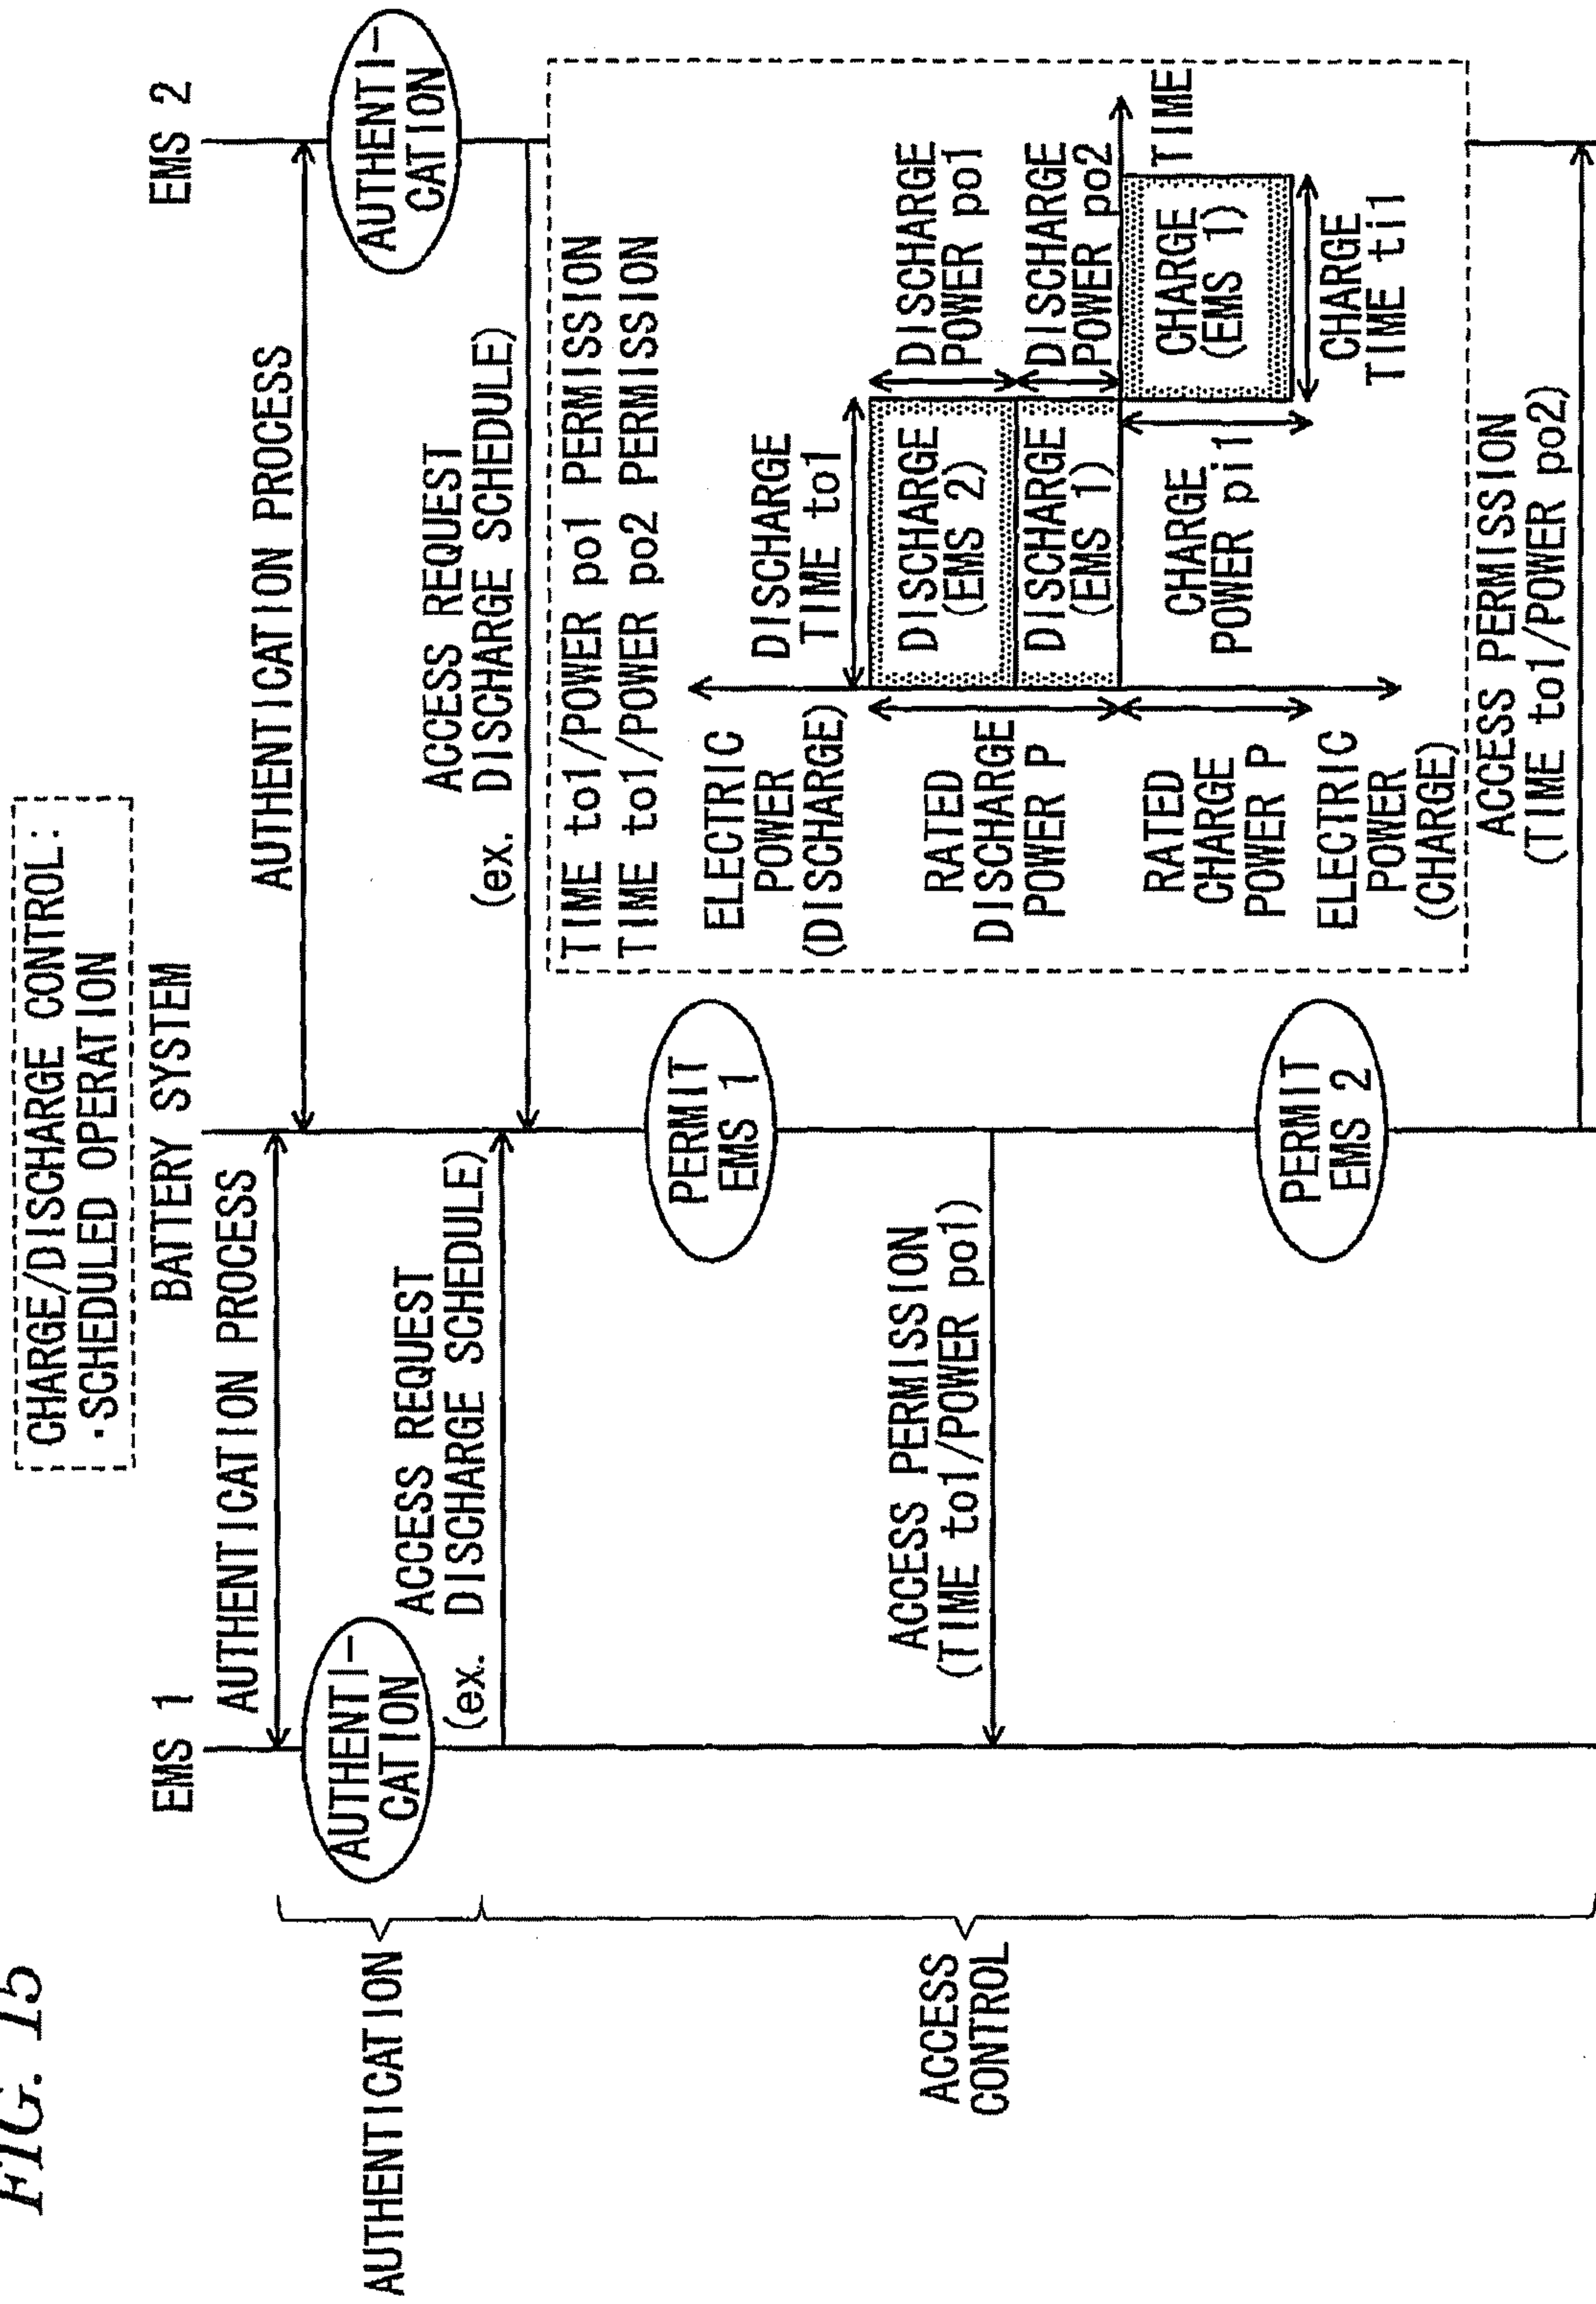 FIG. 15
CHARGE/DISCHARGE CONTROL:
・SCHEDULED OPERATION
EMS 1
BATTERY SYSTEM
EMS 2
AUTHENTICATION PROCESS
AUTHENTICATION PROCESS
AUTHENTICATION
AUTHENTI-
CATION
AUTHENTI-
CATION
ACCESS REQUEST
(ex. DISCHARGE SCHEDULE)
ACCESS REQUEST
(ex. DISCHARGE SCHEDULE)
TIME to1/POWER po1 PERMISSION
TIME to1/POWER po2 PERMISSION
PERMIT
EMS 1
ELECTRIC
POWER
(DISCHARGE)
DISCHARGE
TIME to1
RATED
DISCHARGE
POWER P
DISCHARGE
(EMS 2)
DISCHARGE
(EMS 1)
DISCHARGE
POWER po1
DISCHARGE
POWER po2
TIME
ACCESS PERMISSION
(TIME to1/POWER po1)
ACCESS
CONTROL
RATED
CHARGE
POWER P
CHARGE
POWER pi1
CHARGE
(EMS 1)
CHARGE
TIME ti1
ELECTRIC
POWER
(CHARGE)
PERMIT
EMS 2
ACCESS PERMISSION
(TIME to1/POWER po2)